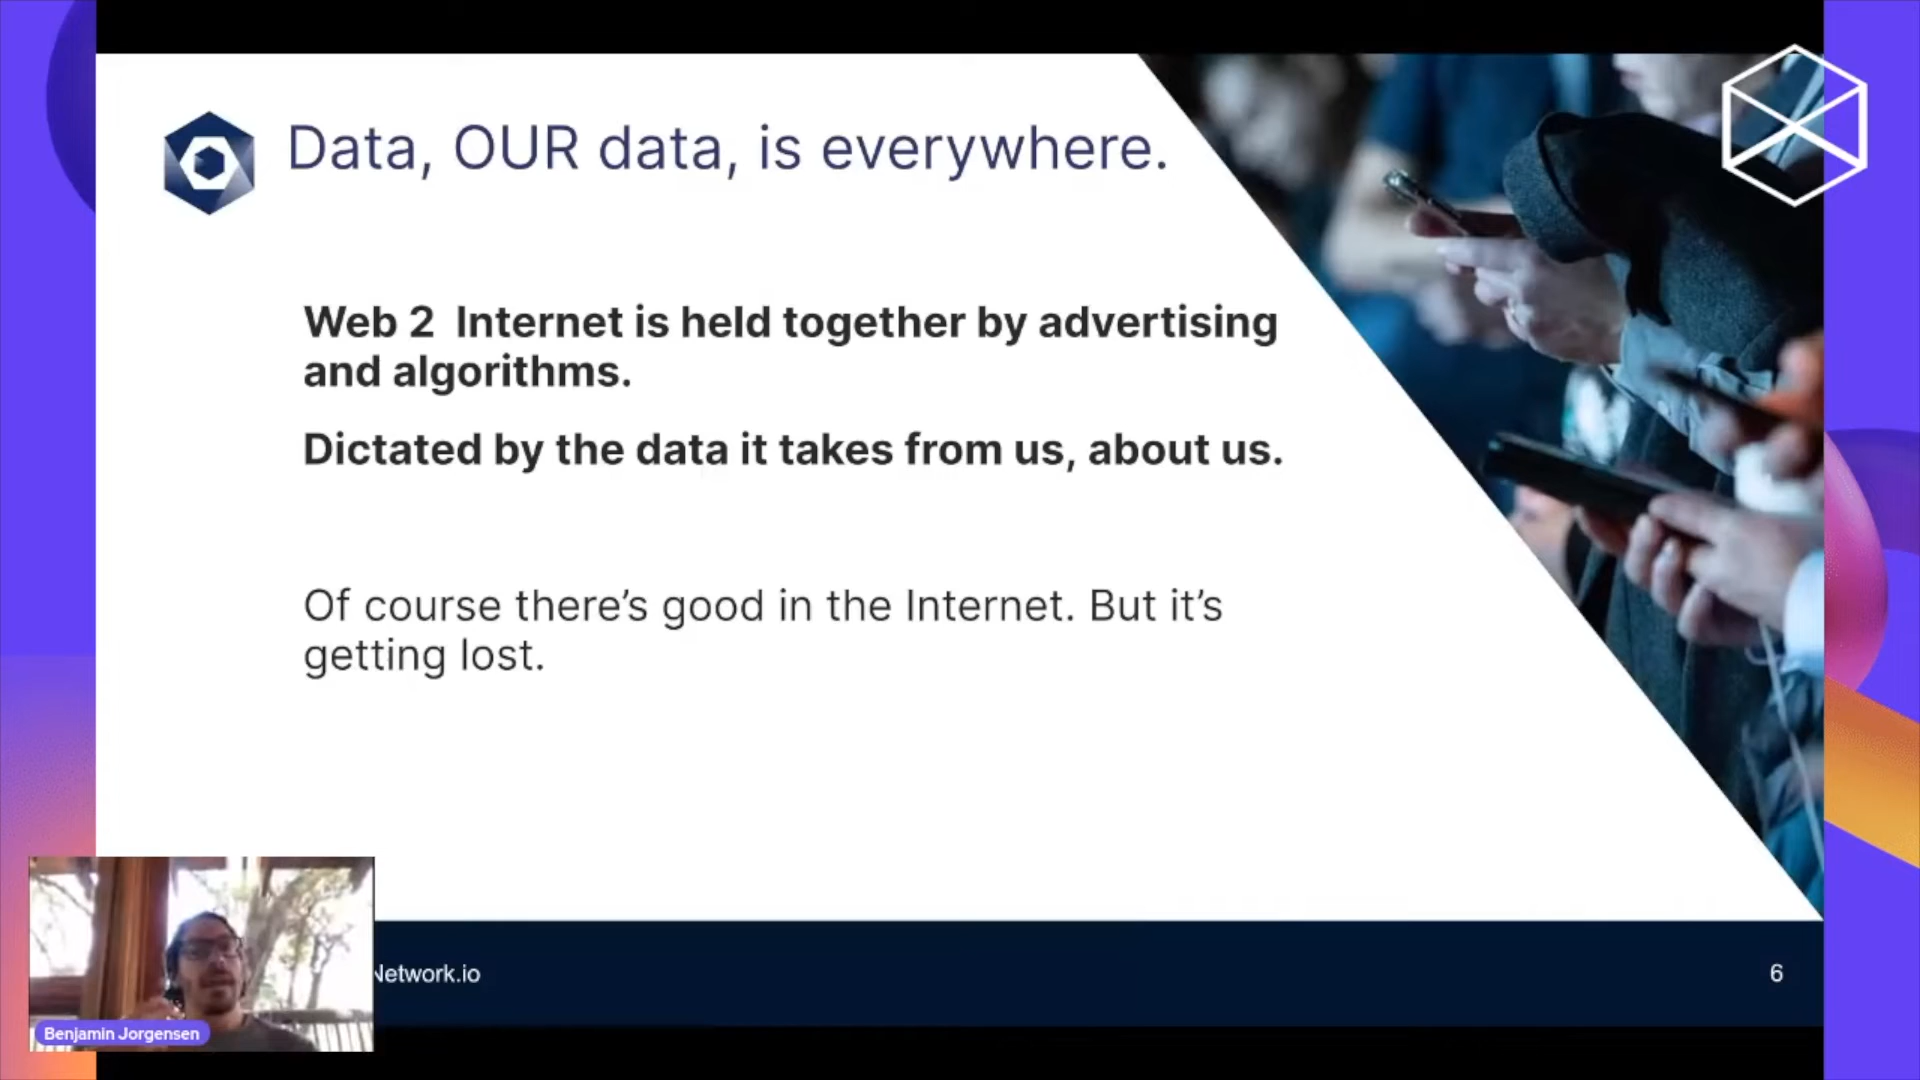 Data, OUR data, is everywhere.
Web 2 Internet is held together by advertising
and algorithms.
Dictated by the data it takes from us, about us.
Of course there’s good in the Internet. But it’s
getting lost.
Network.io
6
Benjamin Jorgensen